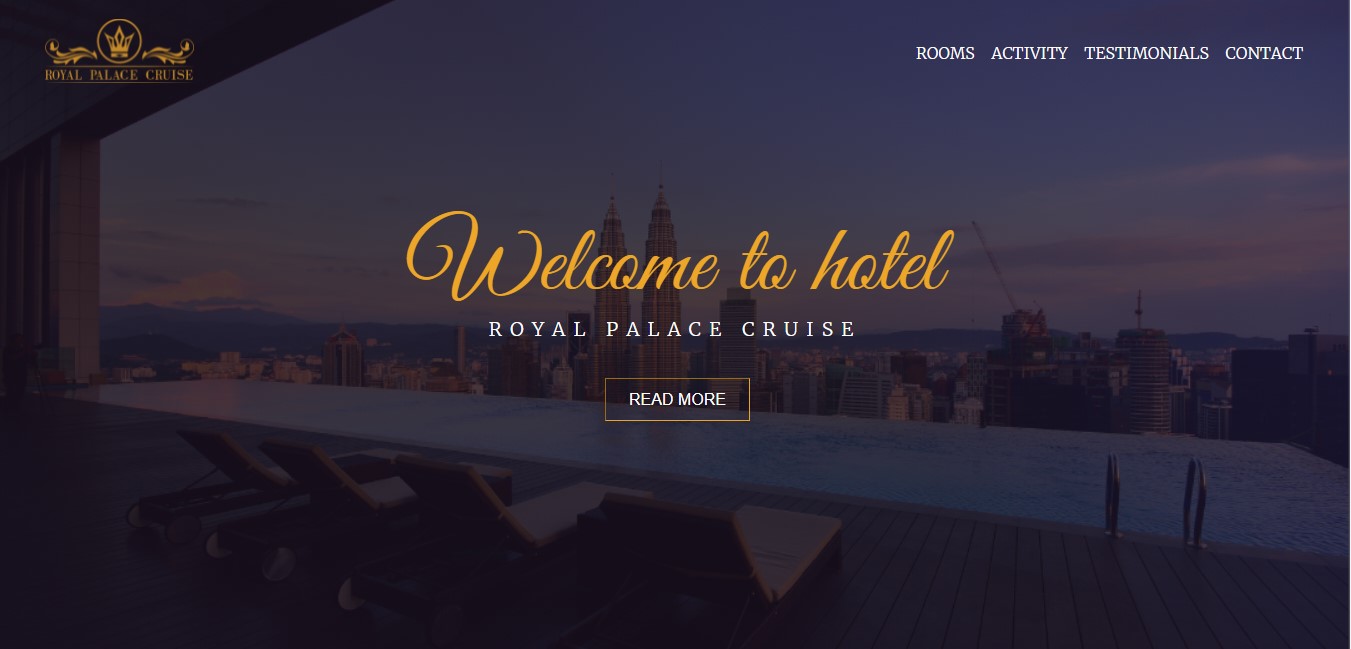 ROYAL PALACE CRUISE
ROOMS ACTIVITY TESTIMONIALS CONTACT
Welcome to hotel
ROYAL PALACE CRUISE
READ MORE